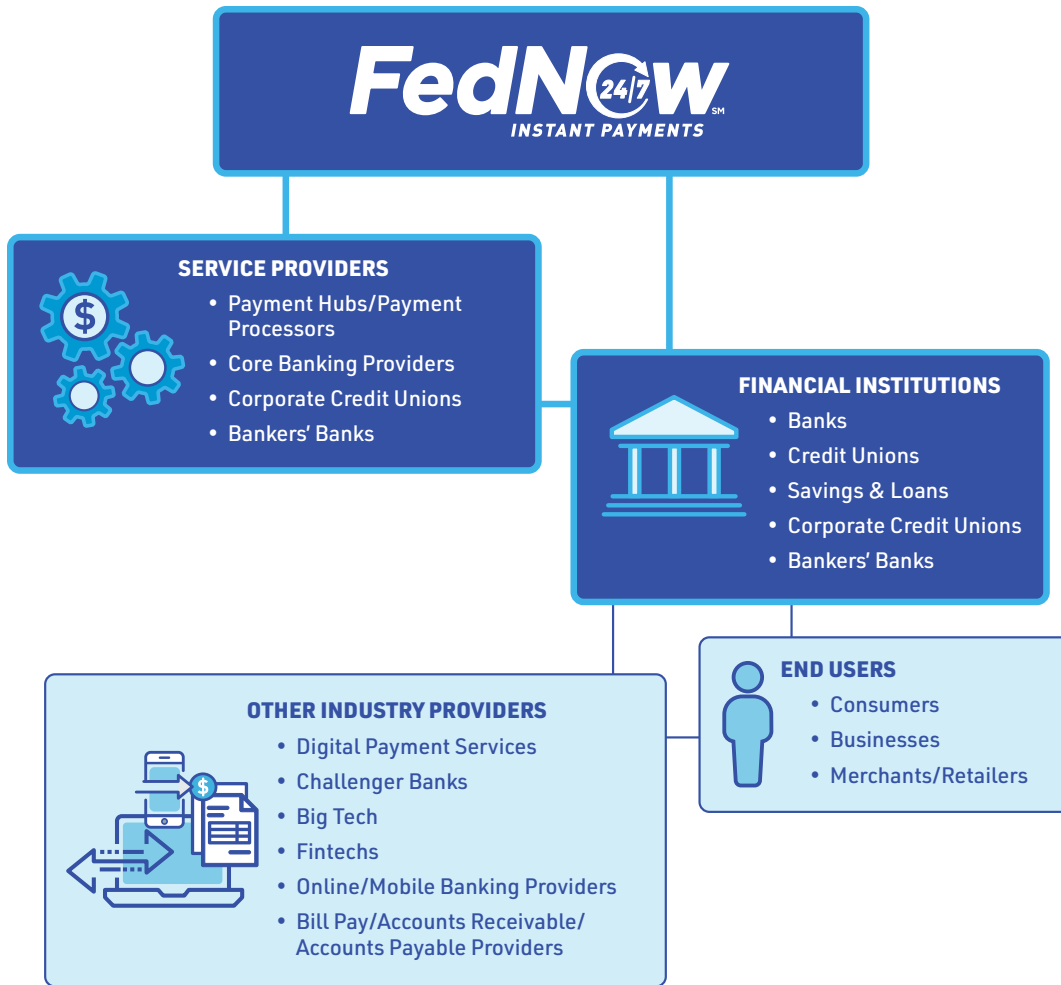 FedNow
24/7
SM
INSTANT PAYMENTS
SERVICE PROVIDERS
$
• Payment Hubs/Payment
Processors
• Core Banking Providers
• Corporate Credit Unions
• Bankers' Banks
FINANCIAL INSTITUTIONS
• Banks
• Credit Unions
• Savings & Loans
• Corporate Credit Unions
• Bankers' Banks
END USERS
• Consumers
• Businesses
• Merchants/Retailers
OTHER INDUSTRY PROVIDERS
$
• Digital Payment Services
• Challenger Banks
• Big Tech
• Fintechs
• Online/Mobile Banking Providers
• Bill Pay/Accounts Receivable/
Accounts Payable Providers